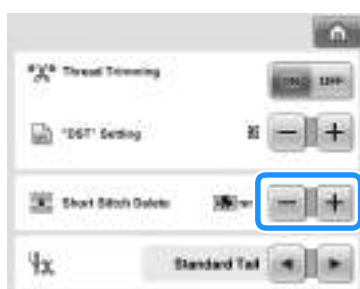 Thread Trimming
"DST" Setting
Short Stitch Delete
Standard Tail